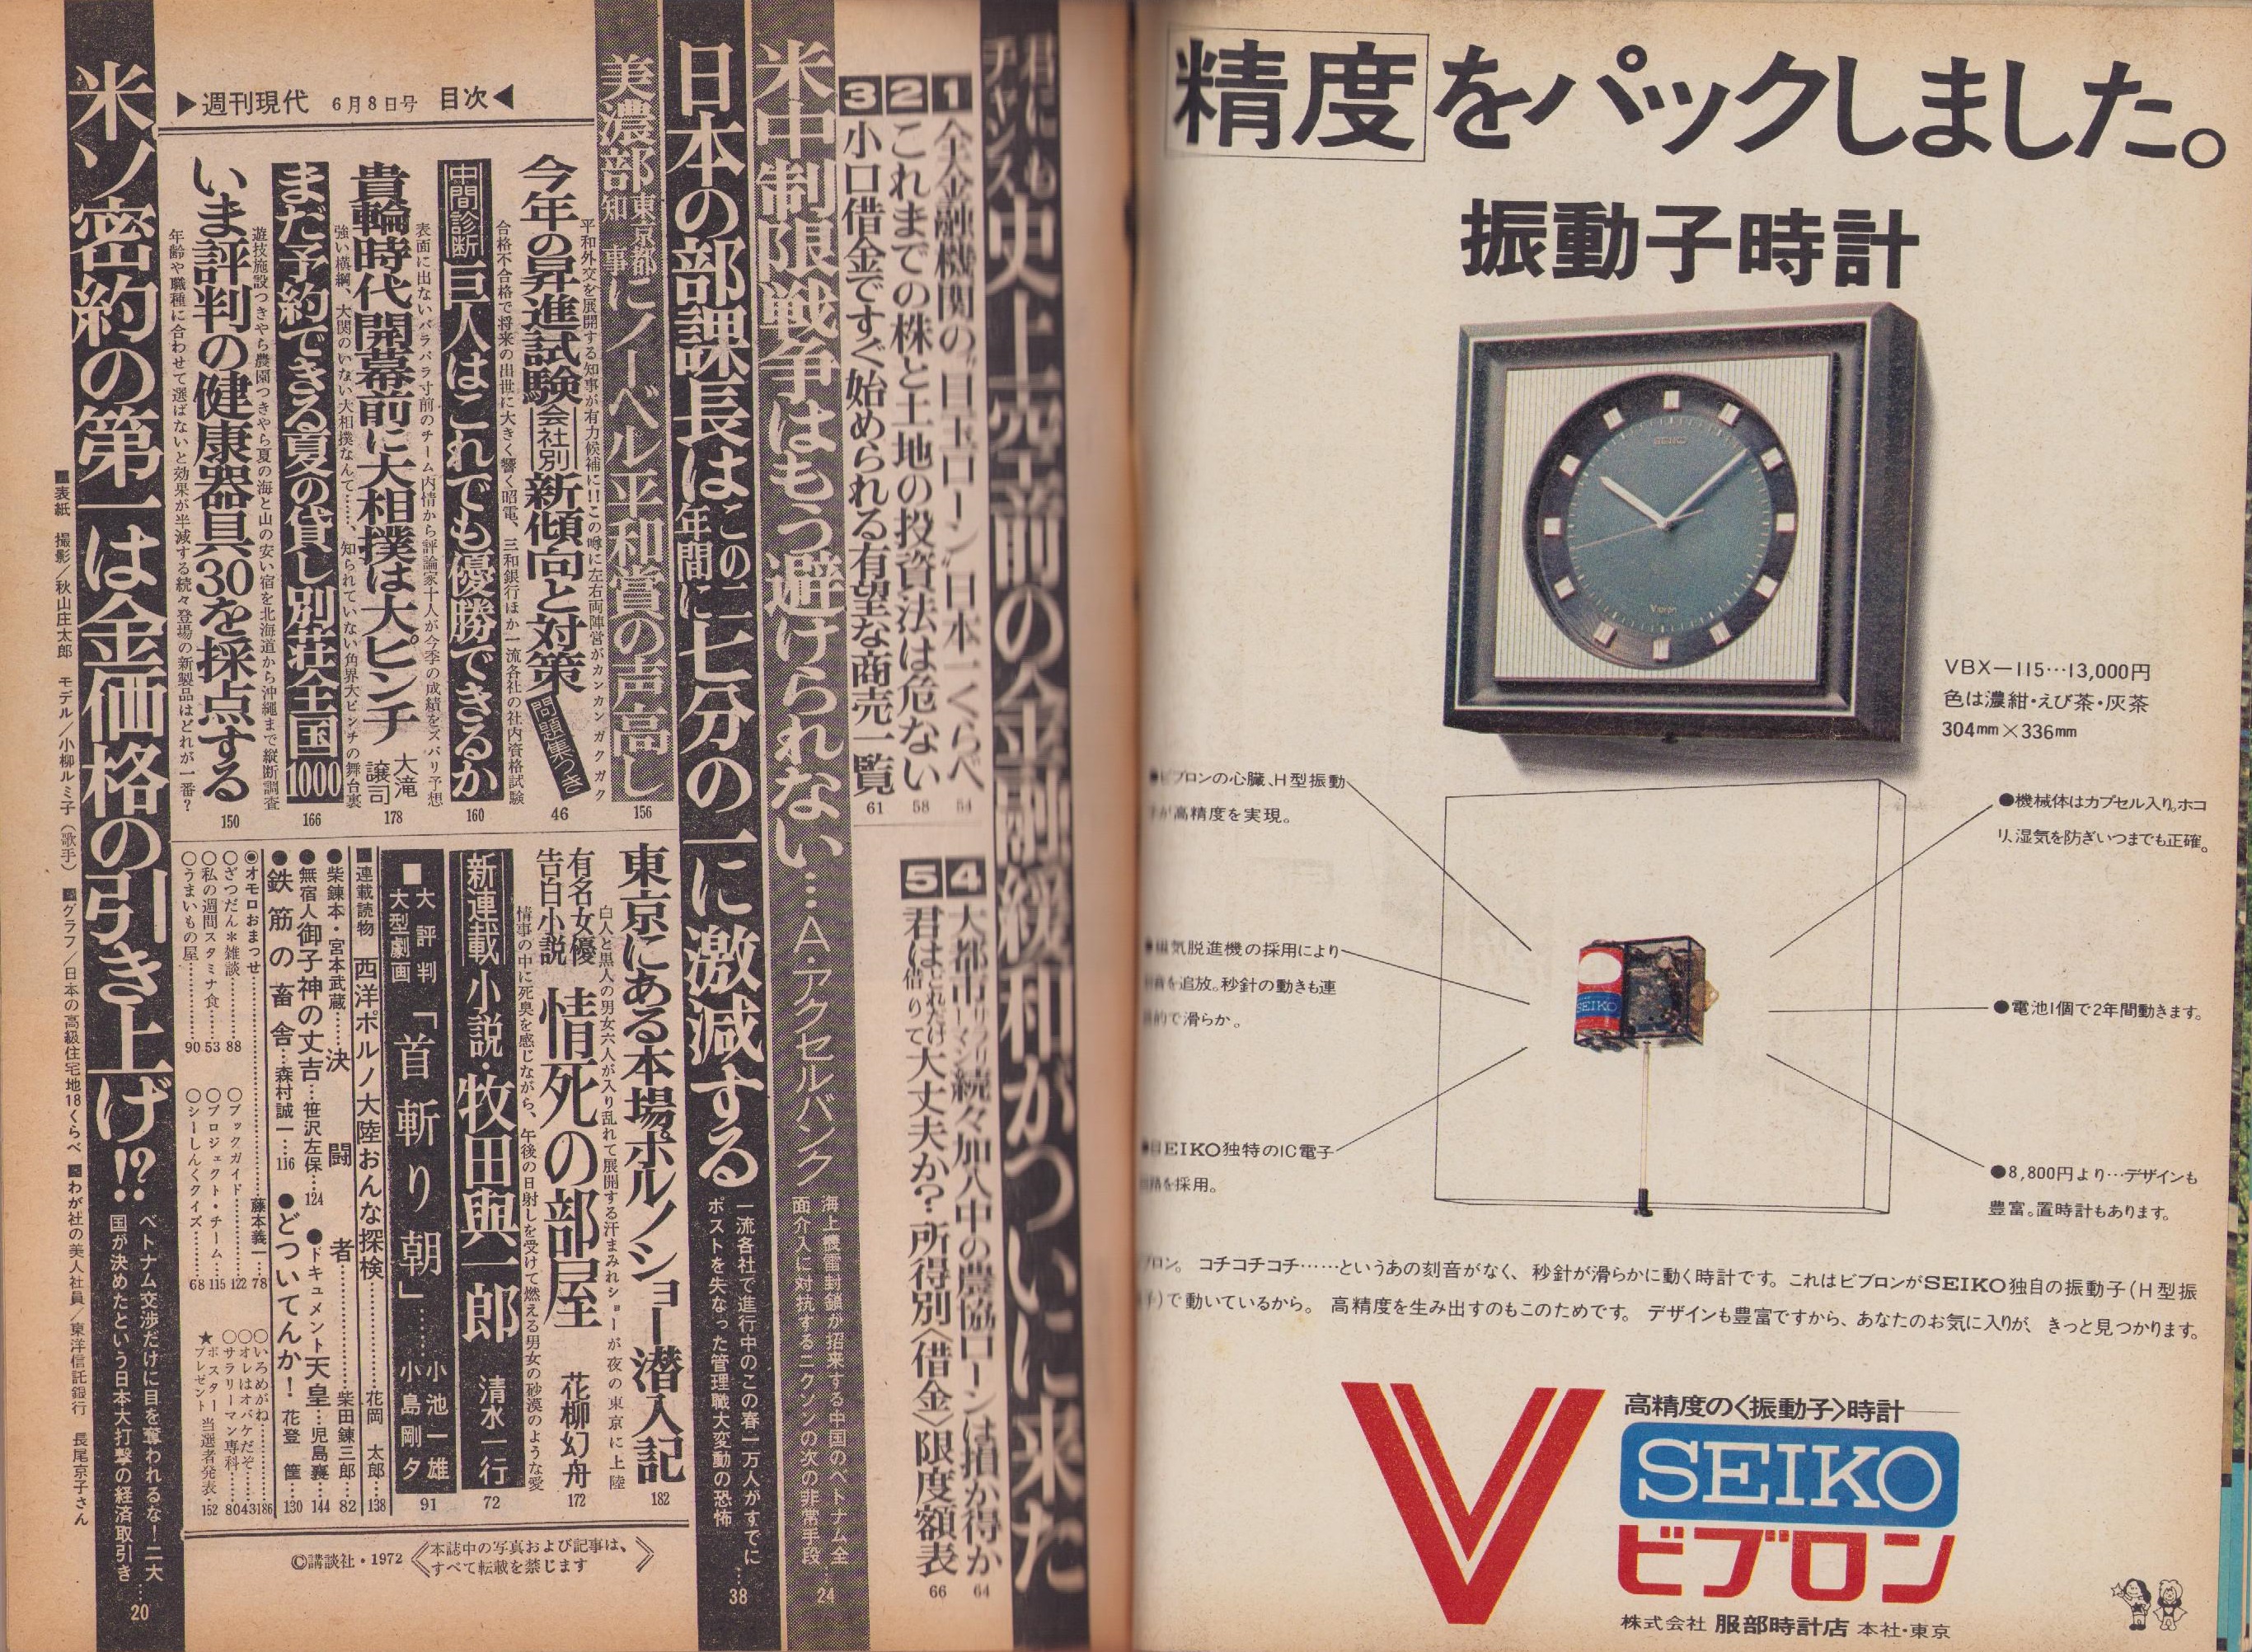 精度をパックしました。
振動子時計
SEIKO
VBX—115…13,000円
色は濃紺・えび茶・灰茶
304mm×336mm
ブロンの心臓、H型振動
が高精度を実現。
気脱進機の採用により
を追放。秒針の動きも連
的で滑らか。
SEIKO独特のIC電子
を採用。
●機械体はカプセル入り。ホコ
リ、湿気を防ぎいつまでも正確。
●電池1個で2年間動きます。
●8,800円より…デザインも
豊富。置時計もあります。
SEIKO
ブロン。 コチコチコチ……というあの刻音がなく、秒針が滑らかに動く時計です。これはビブロンがSEIKO独自の振動子(H型振
子)で動いているから。 高精度を生み出すのもこのためです。 デザインも豊富ですから、あなたのお気に入りが、きっと見つかります。
V
高精度の〈振動子〉時計
SEIKO
ビブロン
株式会社 服部時計店 本社・東京
君にもチャンス 史上空前の金融緩和がついに来た
1 全金融機関の“目玉ローン”日本一くらべ 54
2 これまでの株と土地の投資法は危ない 58
3 小口借金ですぐ始められる有望な商売一覧 61
4 大都市サラリーマン続々加入中の農協ローンは損か得か 64
5 君はどれだけ借りて大丈夫か?所得別〈借金〉限度額表 66
米中制限戦争はもう避けられない……A・アクセルバンク
海上機雷封鎖が招来する中国のベトナム全
面介入に対抗するニクソンの次の非常手段…24
日本の部課長はこの一年間に七分の一に激減する
一流各社で進行中のこの春一万人がすでに
ポストを失なった管理職大変動の恐怖……38
美濃部東京都知事にノーベル平和賞の声高し
平和外交を展開する知事が有力候補に!!この噂に左右両陣営がカンカンガクガク
156
今年の昇進試験 会社別 新傾向と対策 問題集つき
合格不合格で将来の出世に大きく響く昭電、三和銀行ほか一流各社の社内資格試験
46
中間診断 巨人はこれでも優勝できるか
表面に出ないバラバラ寸前のチーム内情から評論家十人が今季の成績をズバリ予想
160
貴輪時代開幕前に大相撲は大ピンチ 大滝譲司
強い横綱、大関のいない大相撲なんて……、知られていない角界大ピンチの舞台裏
178
まだ予約できる夏の貸し別荘全国1000
遊技施設つきやら農園つきやら夏の海と山の安い宿を北海道から沖縄まで縦断調査
166
いま評判の健康器具30を採点する
年齢や職種に合わせて選ばないと効果が半減する続々登場の新製品はどれが一番?
150
▶週刊現代 6月8日号 目次◀
東京にある本場ポルノショー潜入記
白人と黒人の男女六人が入り乱れて展開する汗まみれショーが夜の東京に上陸
182
有名女優告白小説 情死の部屋 花柳幻舟
情事の中に死臭を感じながら、午後の日射しを受けて燃える男女の砂漠のような愛
172
新連載小説・牧田與一郎 清水一行
72
■大評判大型劇画「首斬り朝」……小池一雄 小島剛夕
91
■連載読物 西洋ポルノ大陸おんな探検……花岡 太郎…138
●柴錬本・宮本武蔵……決闘者……柴田錬三郎…82
●無宿人御子神の丈吉…笹沢左保…124
●ドキュメント天皇…児島襄…144
●鉄筋の畜舎…森村誠一…116
●どついてんか!花登 筐…130
◉オモロおまっせ……藤本義一…78
○ざつだん*雑談……88
○私の週間スタミナ食……53
○うまいもの屋……90
○ブックガイド……122
○プロジェクト・チーム……115
○シーしんくクイズ……68
○いろめがね……186
○オレはオバケだぞ……43
○サラリーマン専科……80
★ポスタープレゼント 当選者発表…152
©講談社・1972
《本誌中の写真および記事は、
すべて転載を禁じます》
米ソ密約の第一は金価格の引き上げ!?
ベトナム交渉だけに目を奪われるな!二大
国が決めたという日本大打撃の経済取引き…20
■表紙 撮影/秋山庄太郎 モデル/小柳ルミ子(歌手) ■グラフ/日本の高級住宅地18くらべ ■わが社の美人社員/東洋信託銀行 長尾京子さん